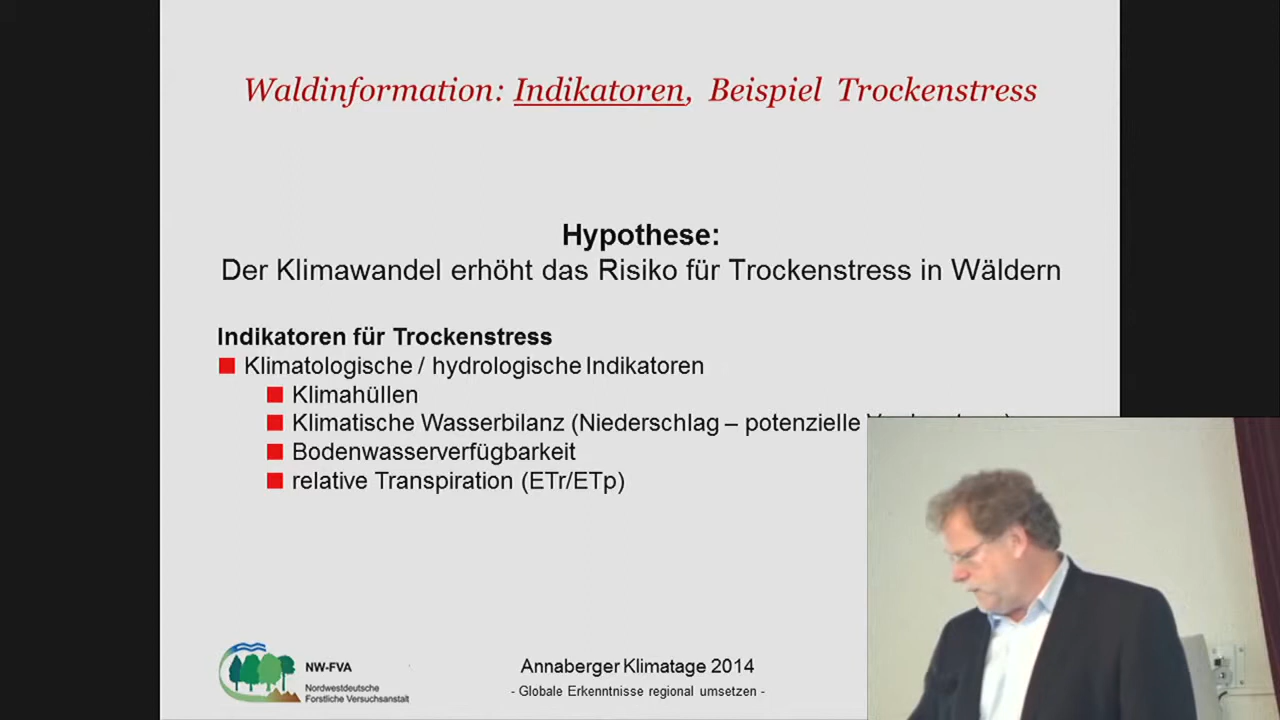 Waldinformation: Indikatoren, Beispiel Trockenstress
Hypothese:
Der Klimawandel erhöht das Risiko für Trockenstress in Wäldern
Indikatoren für Trockenstress
Klimatologische / hydrologische Indikatoren
Klimahüllen
Klimatische Wasserbilanz (Niederschlag – potenzielle
Bodenwasserverfügbarkeit
relative Transpiration (ETr/ETp)
NW-FVA
Nordwestdeutsche
Forstliche Versuchsanstalt
Annaberger Klimatage 2014
- Globale Erkenntnisse regional umsetzen -